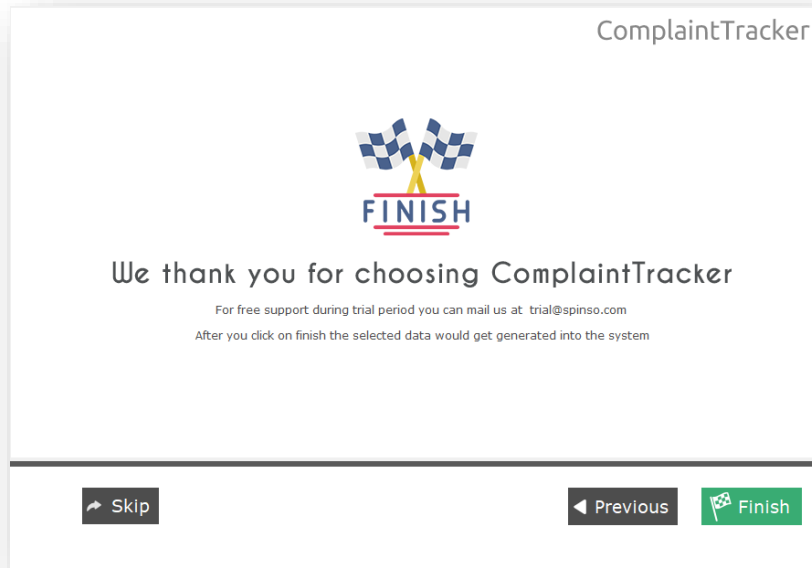 ComplaintTracker
FINISH
We thank you for choosing ComplaintTracker
For free support during trial period you can mail us at trial@spinso.com
After you click on finish the selected data would get generated into the system
Skip
Previous
Finish